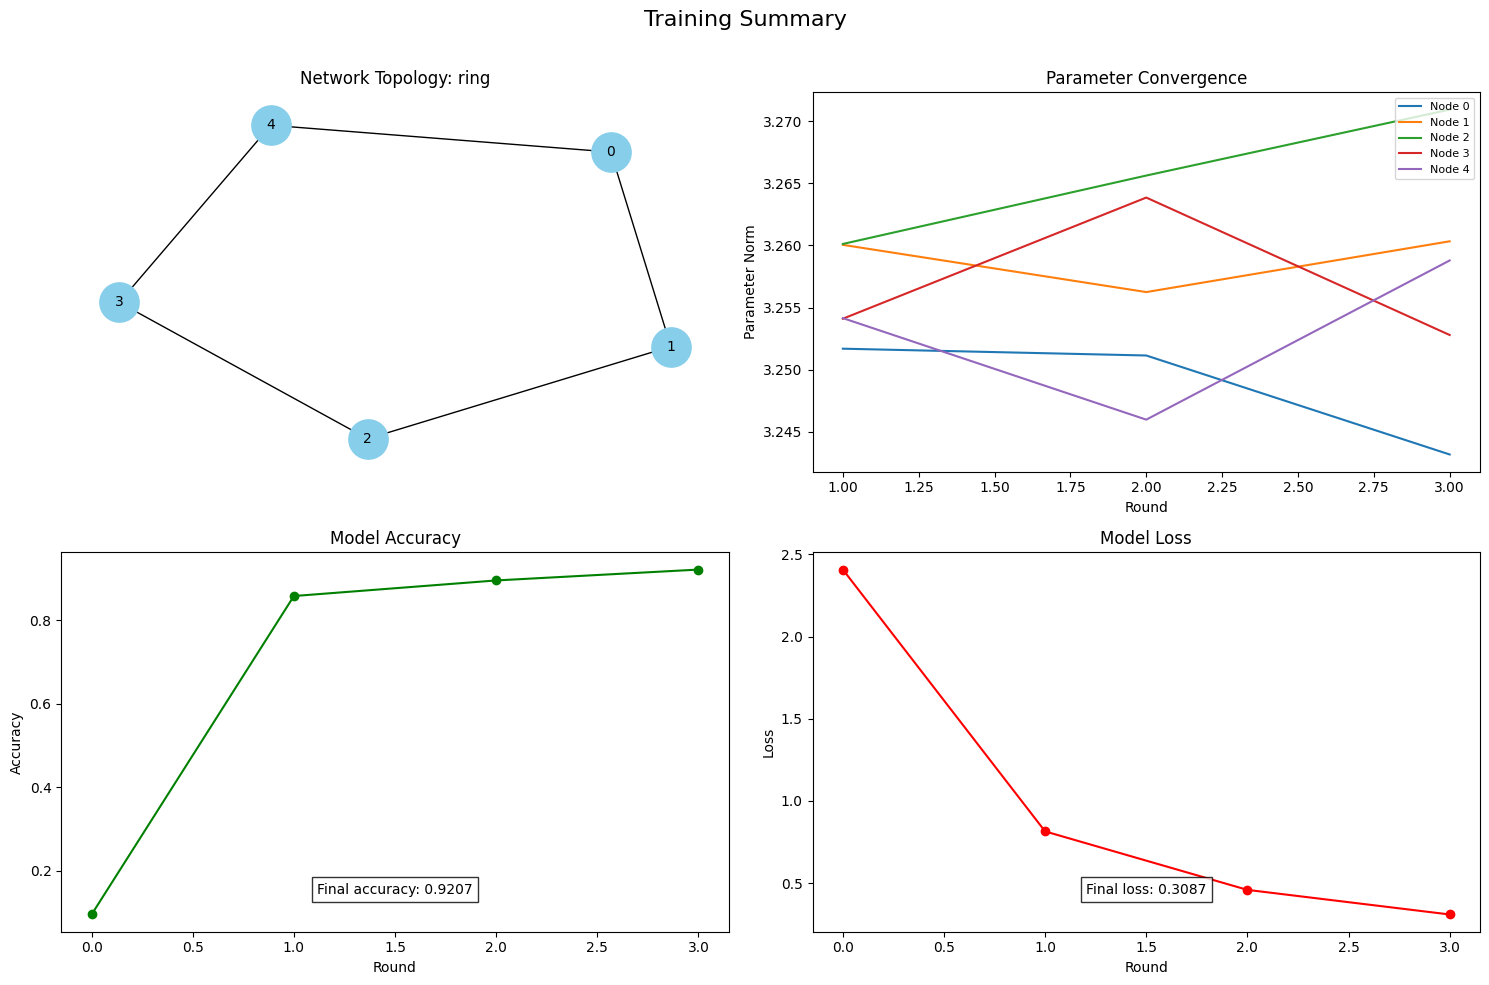 Training Summary
Network Topology: ring
4
0
3
1
2
Parameter Convergence
Parameter Norm
3.270
3.265
3.260
3.255
3.250
3.245
Node 0
Node 1
Node 2
Node 3
Node 4
1.00 1.25 1.50 1.75 2.00 2.25 2.50 2.75 3.00
Round
Model Accuracy
Accuracy
0.8
0.6
0.4
0.2
Final accuracy: 0.9207
0.0 0.5 1.0 1.5 2.0 2.5 3.0
Round
Model Loss
Loss
2.5
2.0
1.5
1.0
0.5
Final loss: 0.3087
0.0 0.5 1.0 1.5 2.0 2.5 3.0
Round